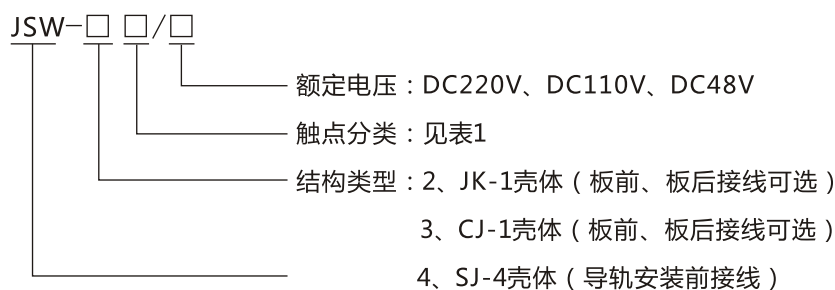 JSW-□ □/□
额定电压：DC220V、DC110V、DC48V
触点分类：见表1
结构类型：2、JK-1壳体（板前、板后接线可选）
3、CJ-1壳体（板前、板后接线可选）
4、SJ-4壳体（导轨安装前接线）